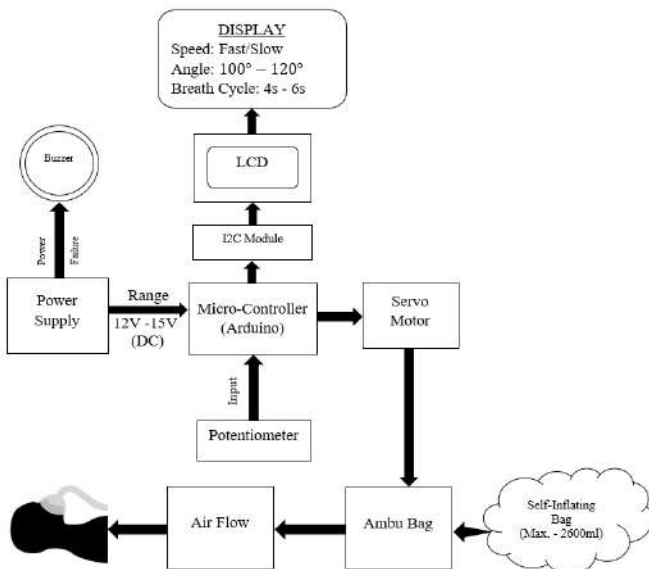 DISPLAY
Speed: Fast/Slow
Angle: 100° – 120°
Breath Cycle: 4s - 6s
LCD
Buzzer
I2C Module
Power
Failure
Power
Supply
Range
12V -15V
(DC)
Micro-Controller
(Arduino)
Servo
Motor
Input
Potentiometer
Air Flow
Ambu Bag
Self-Inflating
Bag
(Max. - 2600ml)